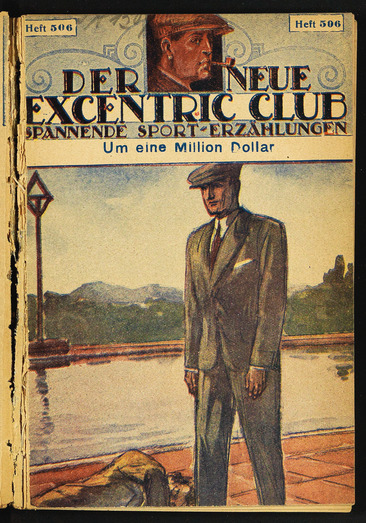 Heft 506
Heft 506
DER NEUE
EXCENTRIC CLUB
SPANNENDE SPORT-ERZÄHLUNGEN
Um eine Million Dollar